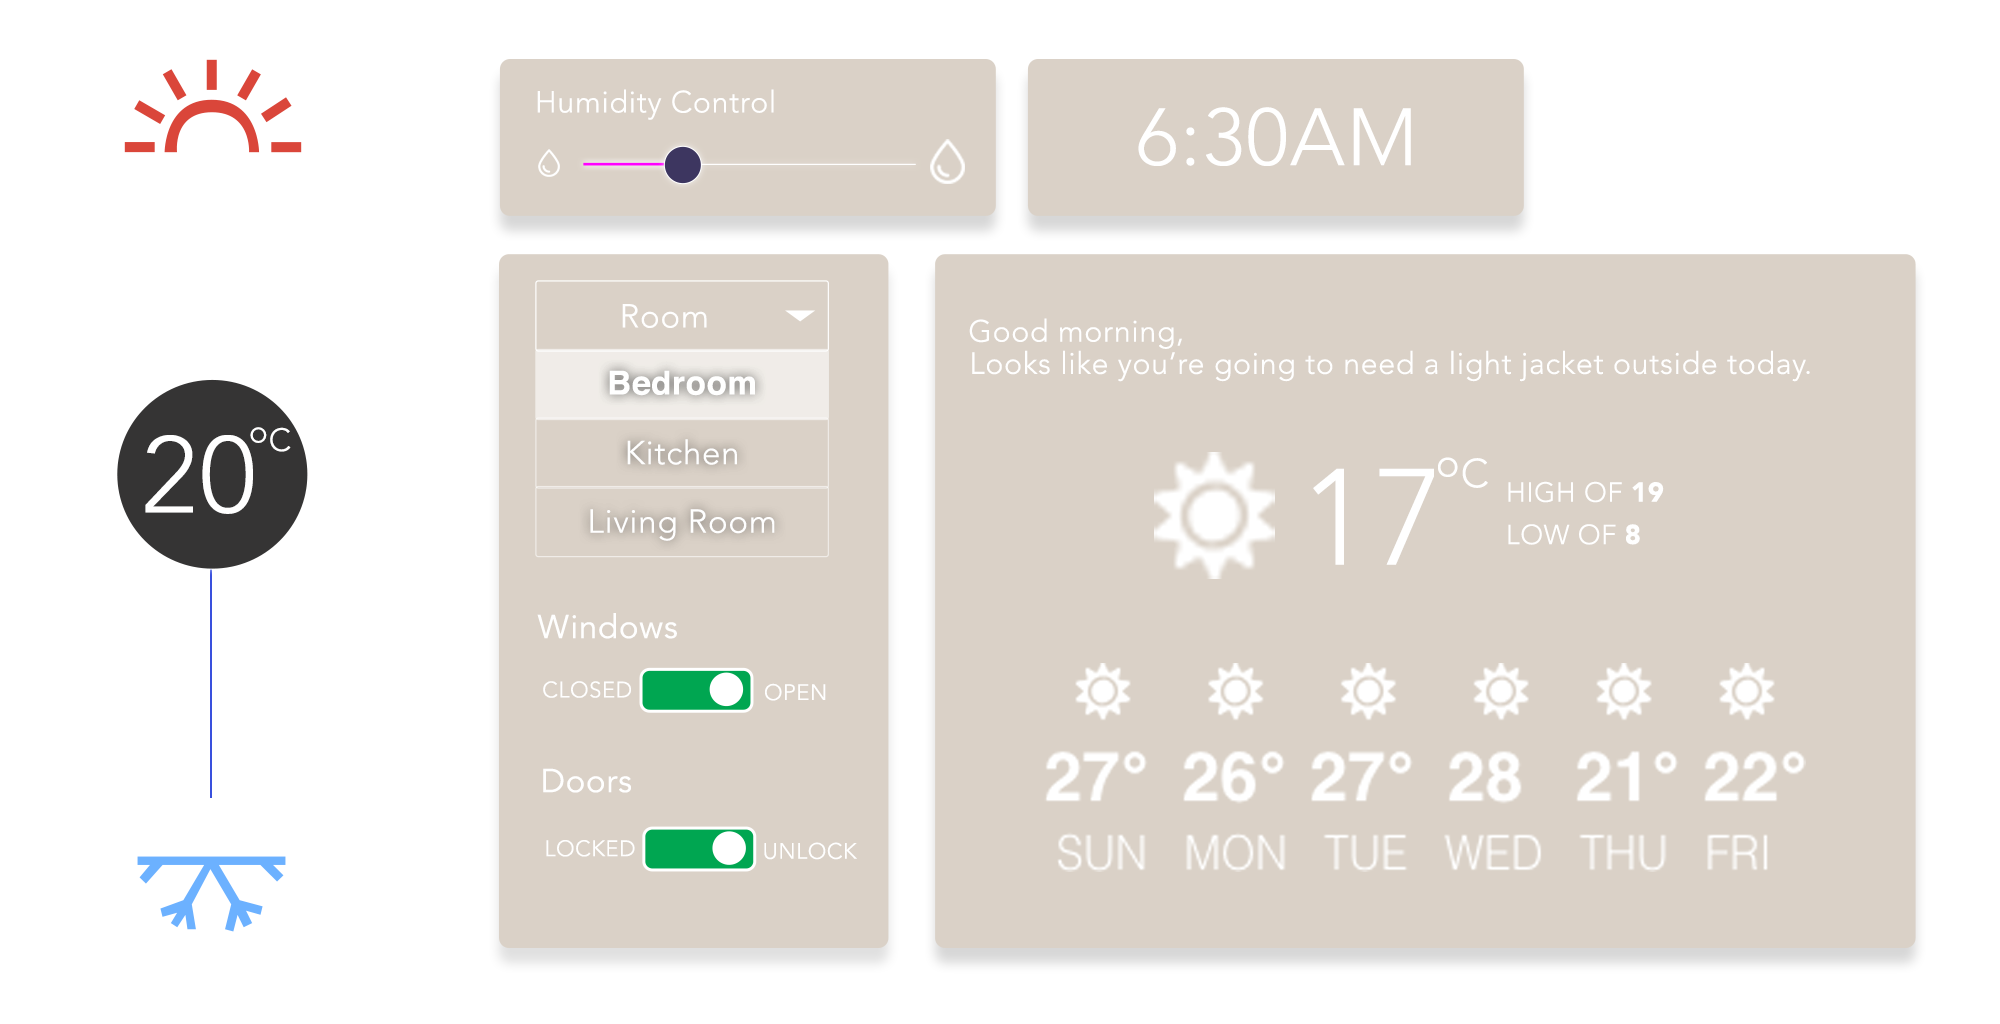 Humidity Control
6:30AM
20°C
Room
Bedroom
Kitchen
Living Room
Windows
CLOSED OPEN
Doors
LOCKED UNLOCK
Good morning,
Looks like you're going to need a light jacket outside today.
17°C
HIGH OF 19
LOW OF 8
27° 26° 27° 28 21° 22°
SUN MON TUE WED THU FRI